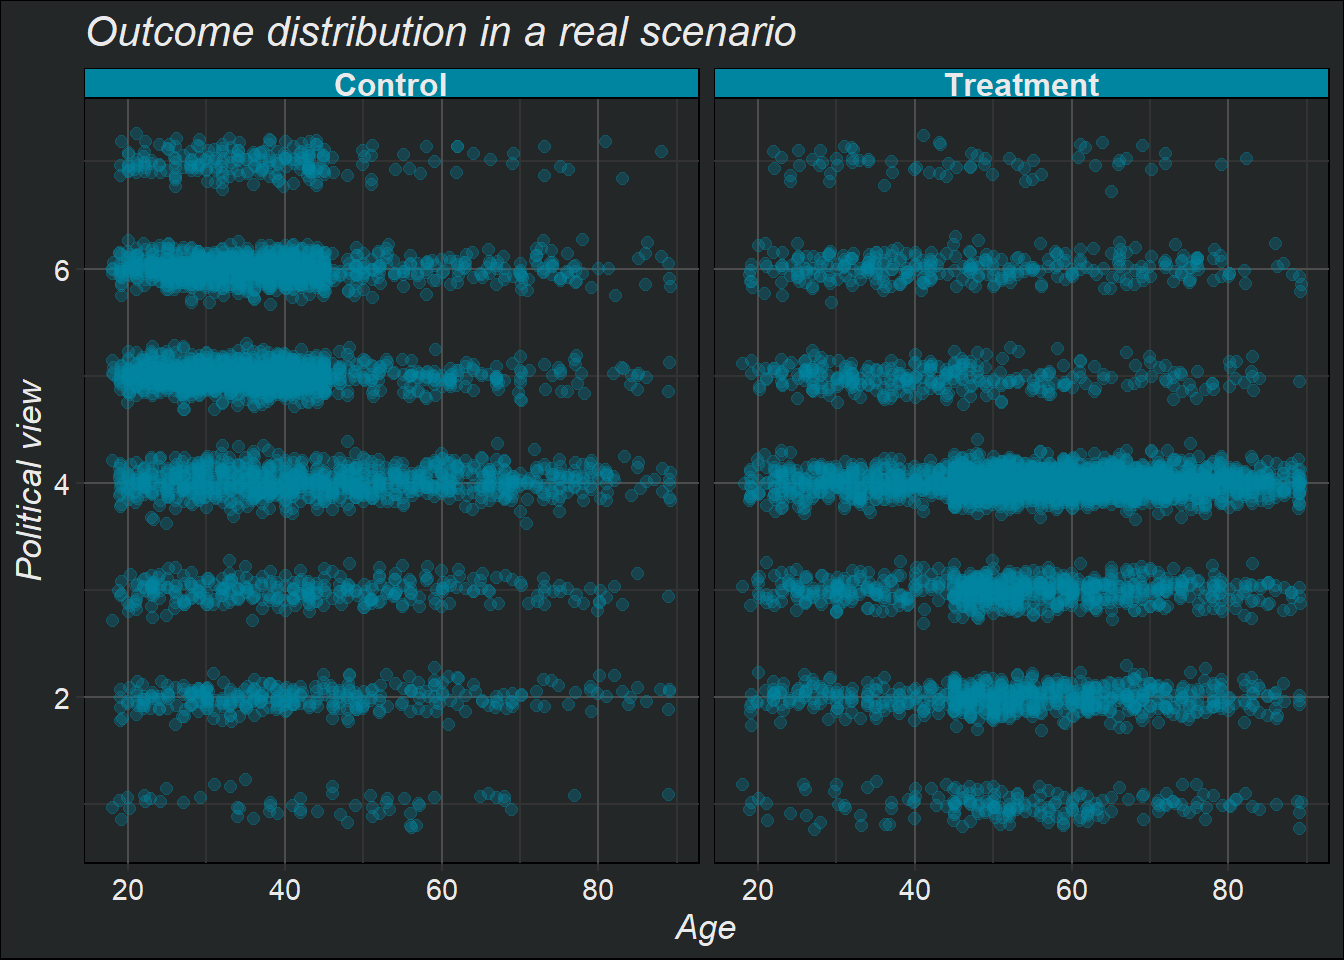 Outcome distribution in a real scenario
Control
Treatment
Political view
6
4
2
20 40 60 80
20 40 60 80
Age